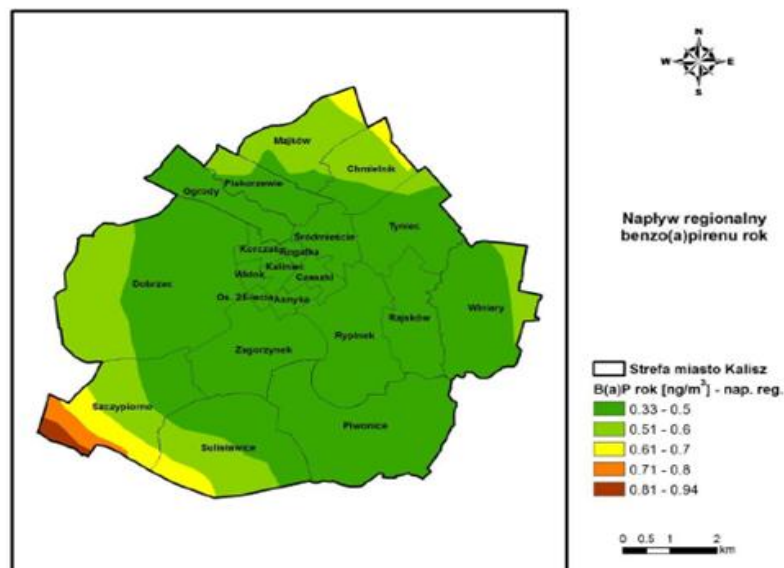 N
W E
S
Majków
Chmielnik
Piskorzewie
Ogrody
Śródmieście
Tyniec
Korczak
Rogatka
Kaliniec
Widok
Czaszki
Dobrzec
Winiary
Os. 25-lecia
Asnyka
Rajsków
Rypinek
Zagorzynek
Szczypiorno
Sulisławice
Piwonice
Napływ regionalny
benzo(a)pirenu rok
Strefa miasto Kalisz
B(a)P rok [ng/m³] - nap. reg.
0.33 - 0.5
0.51 - 0.6
0.61 - 0.7
0.71 - 0.8
0.81 - 0.94
0 0.5 1 2
km